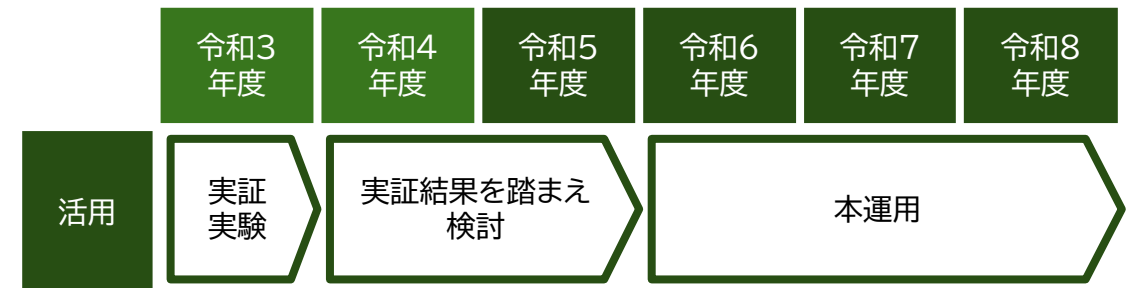 令和3
年度
令和4
年度
令和5
年度
令和6
年度
令和7
年度
令和8
年度
活用
実証
実験
実証結果を踏まえ
検討
本運用